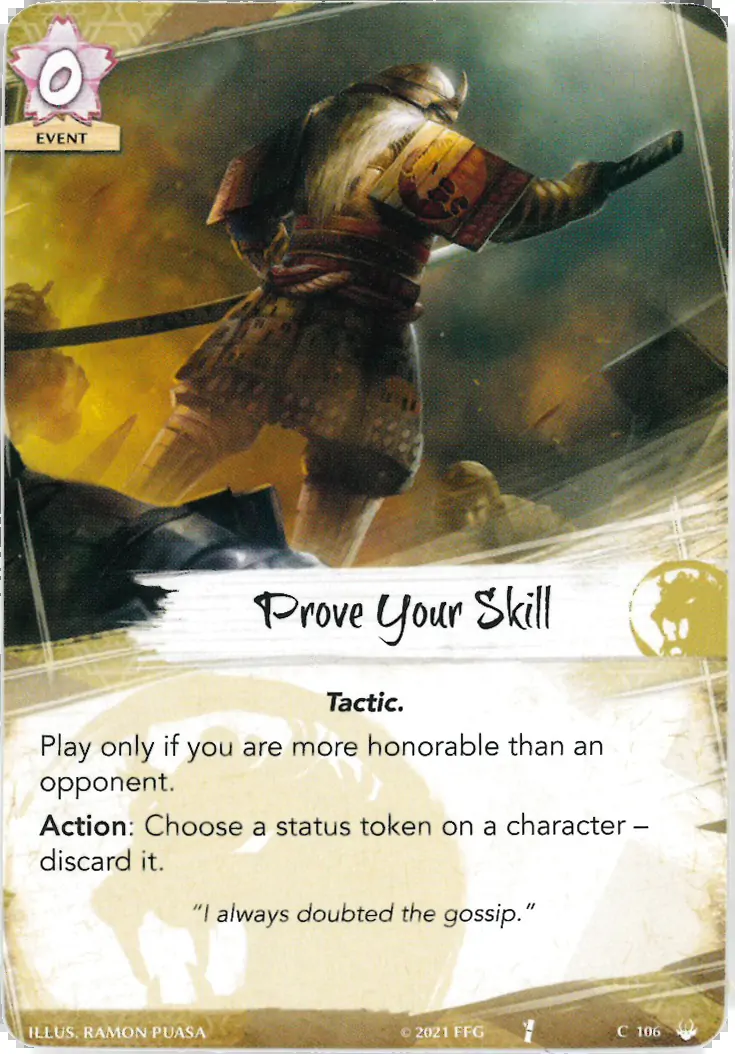 0
EVENT
Prove Your Skill
Tactic.
Play only if you are more honorable than an
opponent.
Action: Choose a status token on a character –
discard it.
"I always doubted the gossip."
ILLUS. RAMON PUASA © 2021 FFG C 106